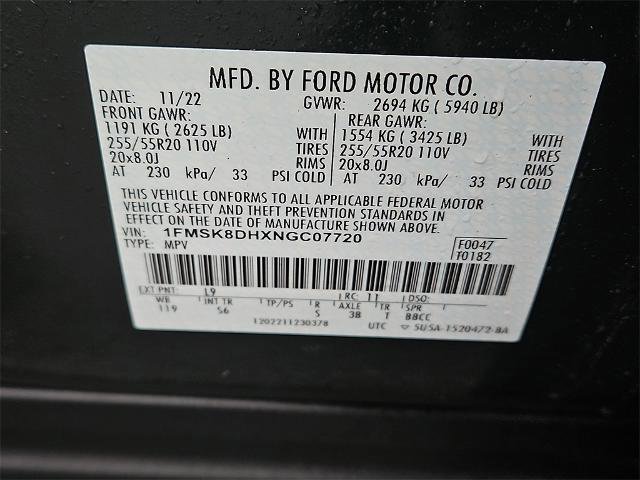 MFD. BY FORD MOTOR CO.
DATE: 11/22 GVWR: 2694 KG ( 5940 LB)
FRONT GAWR: REAR GAWR:
1191 KG ( 2625 LB) WITH 1554 KG ( 3425 LB) WITH
255/55R20 110V TIRES 255/55R20 110V TIRES
20x8.0J RIMS 20x8.0J RIMS
AT 230 kPa/ 33 PSI COLD AT 230 kPa/ 33 PSI COLD
THIS VEHICLE CONFORMS TO ALL APPLICABLE FEDERAL MOTOR
VEHICLE SAFETY AND THEFT PREVENTION STANDARDS IN
EFFECT ON THE DATE OF MANUFACTURE SHOWN ABOVE.
VIN: 1FMSK8DHXNGC07720 F0047
TYPE: MPV T0182
EXT PNT: L9 RC: 11 DSO:
WB INT TR TP/PS R AXLE TR SPR
119 S6 S 3B T BBCC
1202211230378 UTC 5U5A-1520472-BA